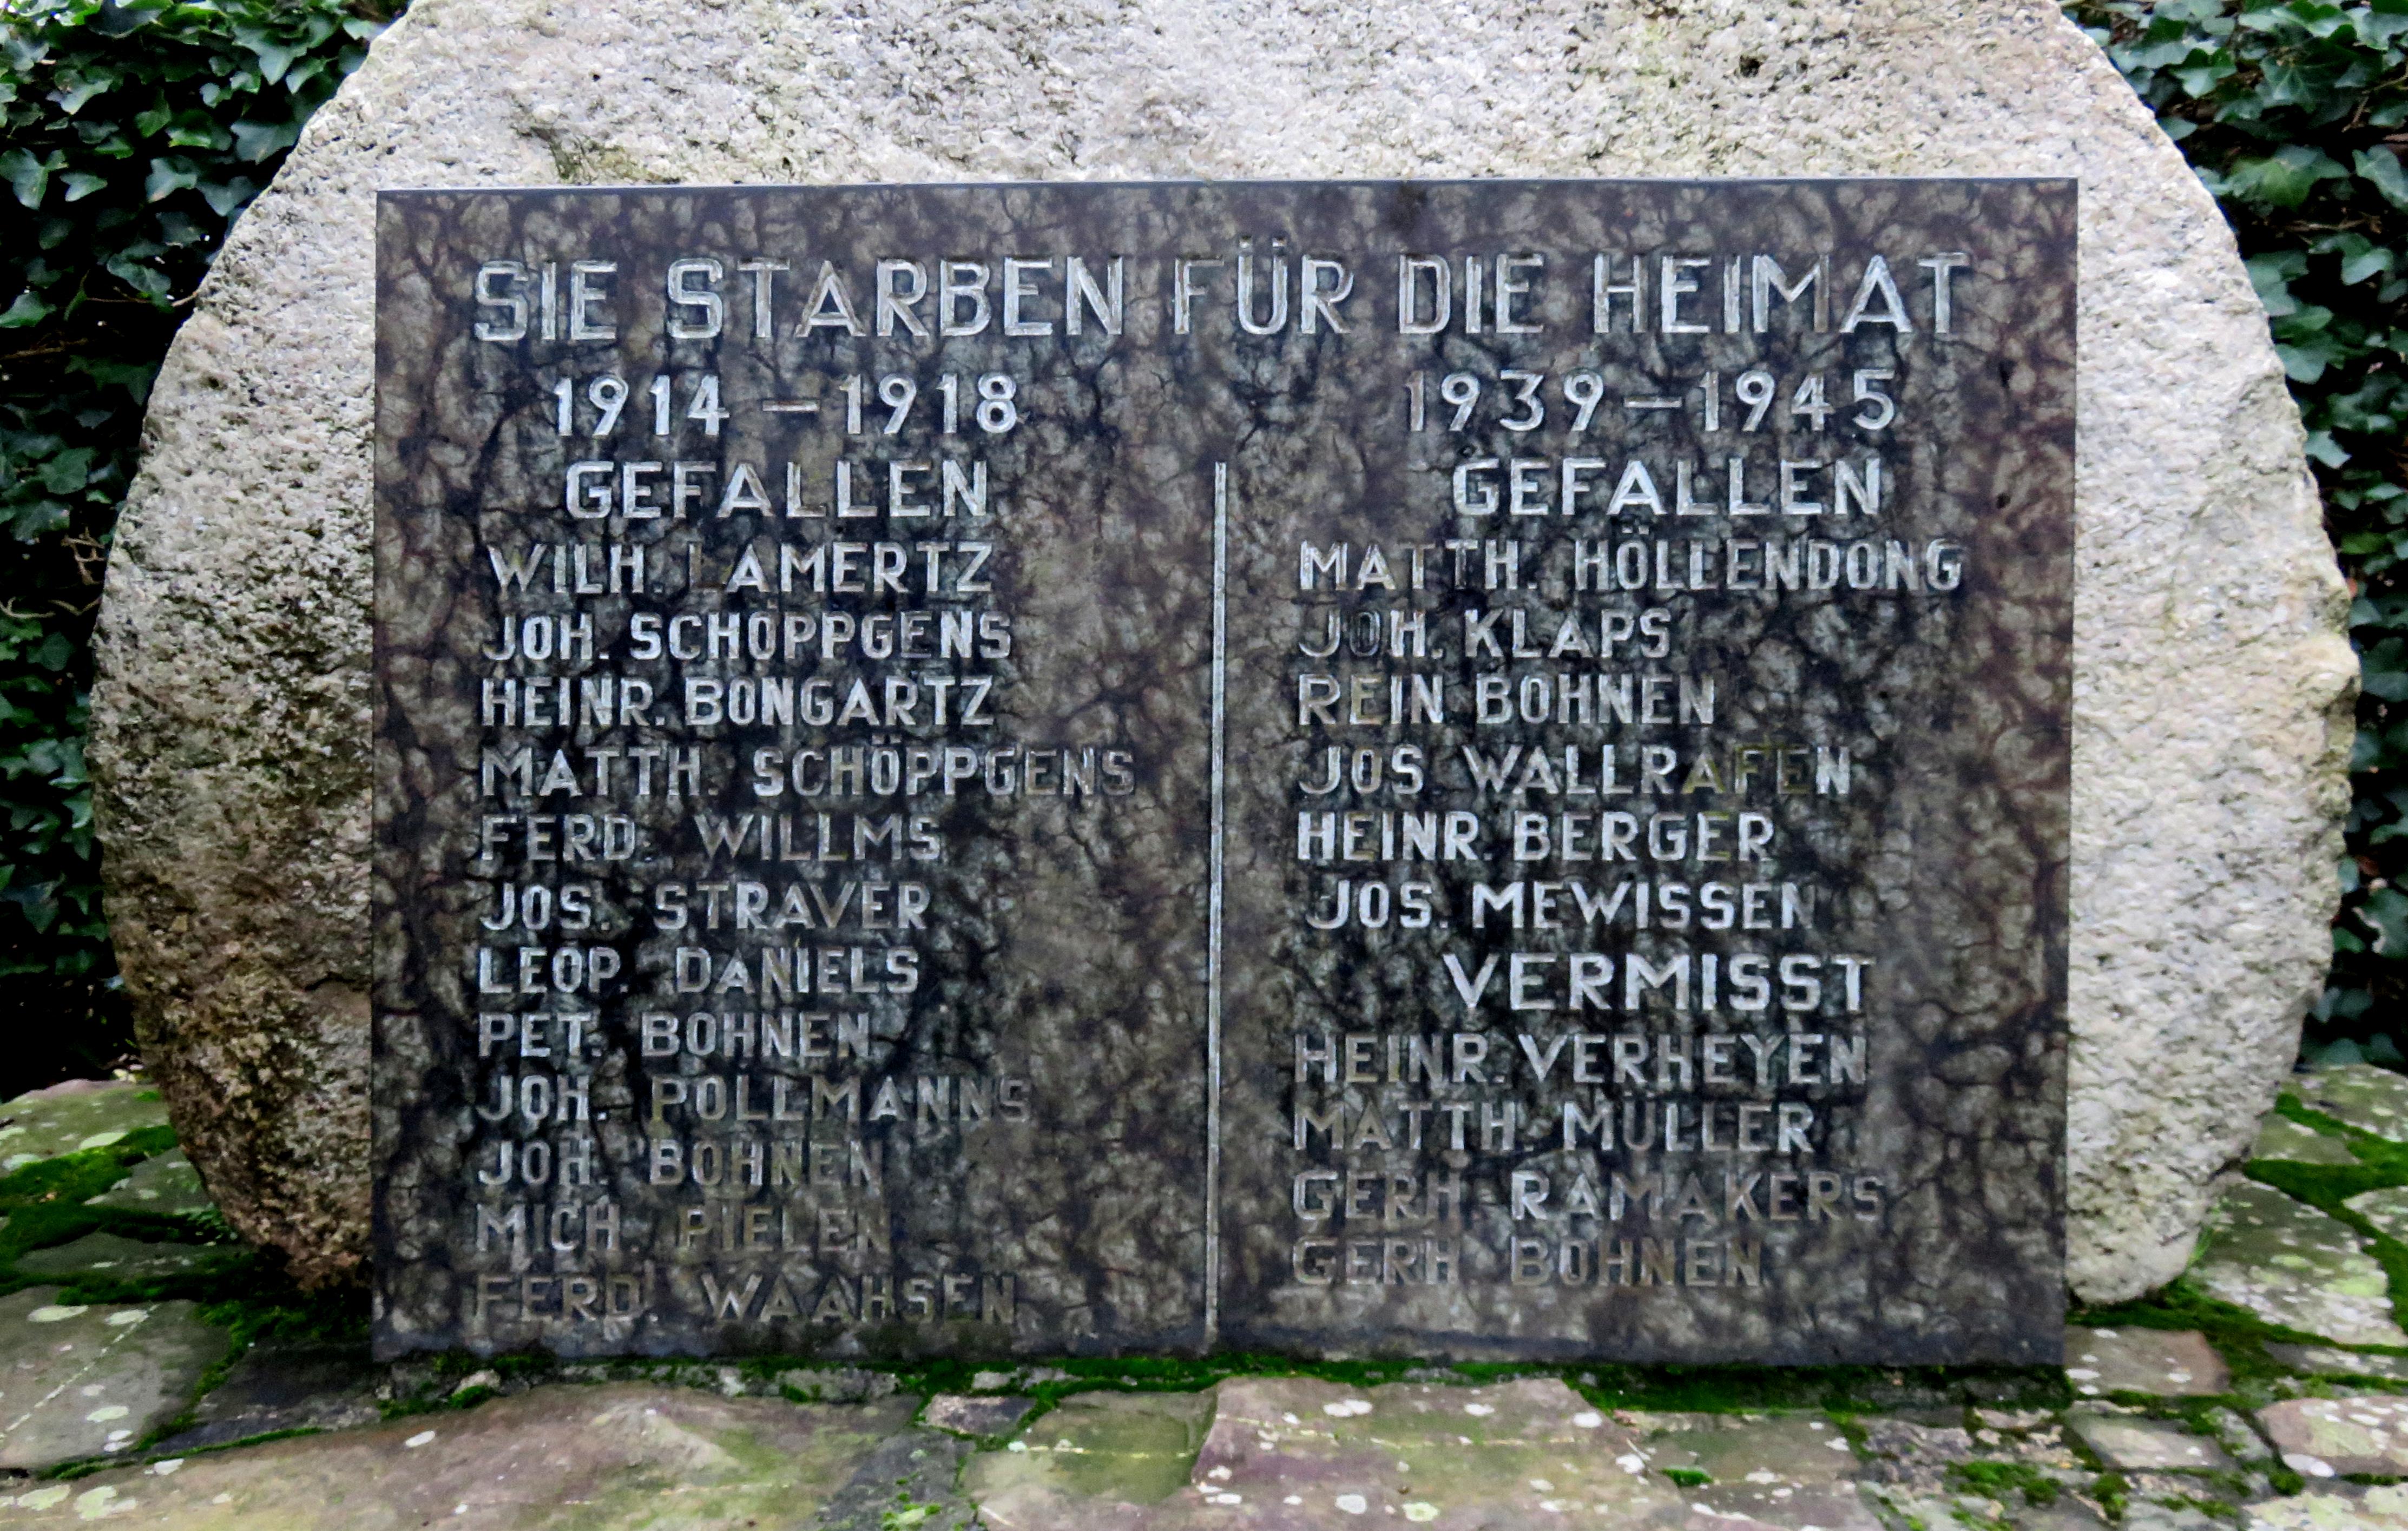 SIE STARBEN FÜR DIE HEIMAT
1914 – 1918
GEFALLEN
WILH. LAMERTZ
JOH. SCHÖPPGENS
HEINR. BONGARTZ
MATTH. SCHÖPPGENS
FERD. WILLMS
JOS. STRAVER
LEOP. DANIELS
PET. BOHNEN
JOH. POLLMANNS
JOH. BOHNEN
MICH. PIELEN
FERD. WAAHSEN
1939 – 1945
GEFALLEN
MATTH. HÖLLENDONG
JOH. KLAPS
REIN. BOHNEN
JOS. WALLRAFEN
HEINR. BERGER
JOS. MEWISSEN
VERMISST
HEINR. VERHEYEN
MATTH. MÜLLER
GERH. RAMAKERS
GERH. BOHNEN